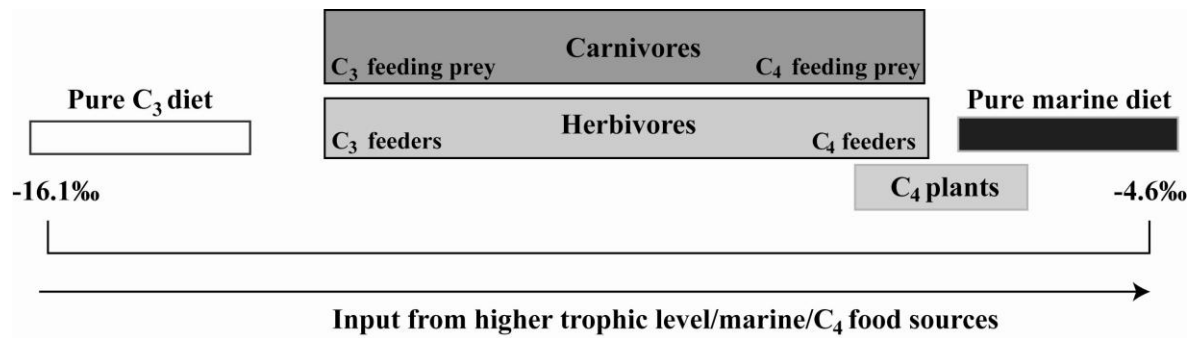 Carnivores
C₃ feeding prey
C₄ feeding prey
Pure C₃ diet
Pure marine diet
Herbivores
C₃ feeders
C₄ feeders
C₄ plants
-16.1‰
-4.6‰
Input from higher trophic level/marine/C₄ food sources